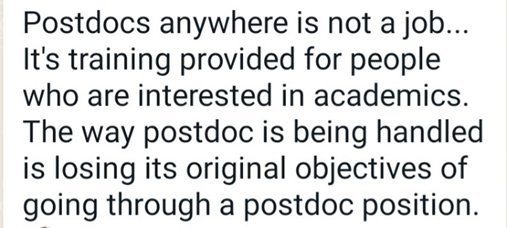 Postdocs anywhere is not a job...
It's training provided for people
who are interested in academics.
The way postdoc is being handled
is losing its original objectives of
going through a postdoc position.